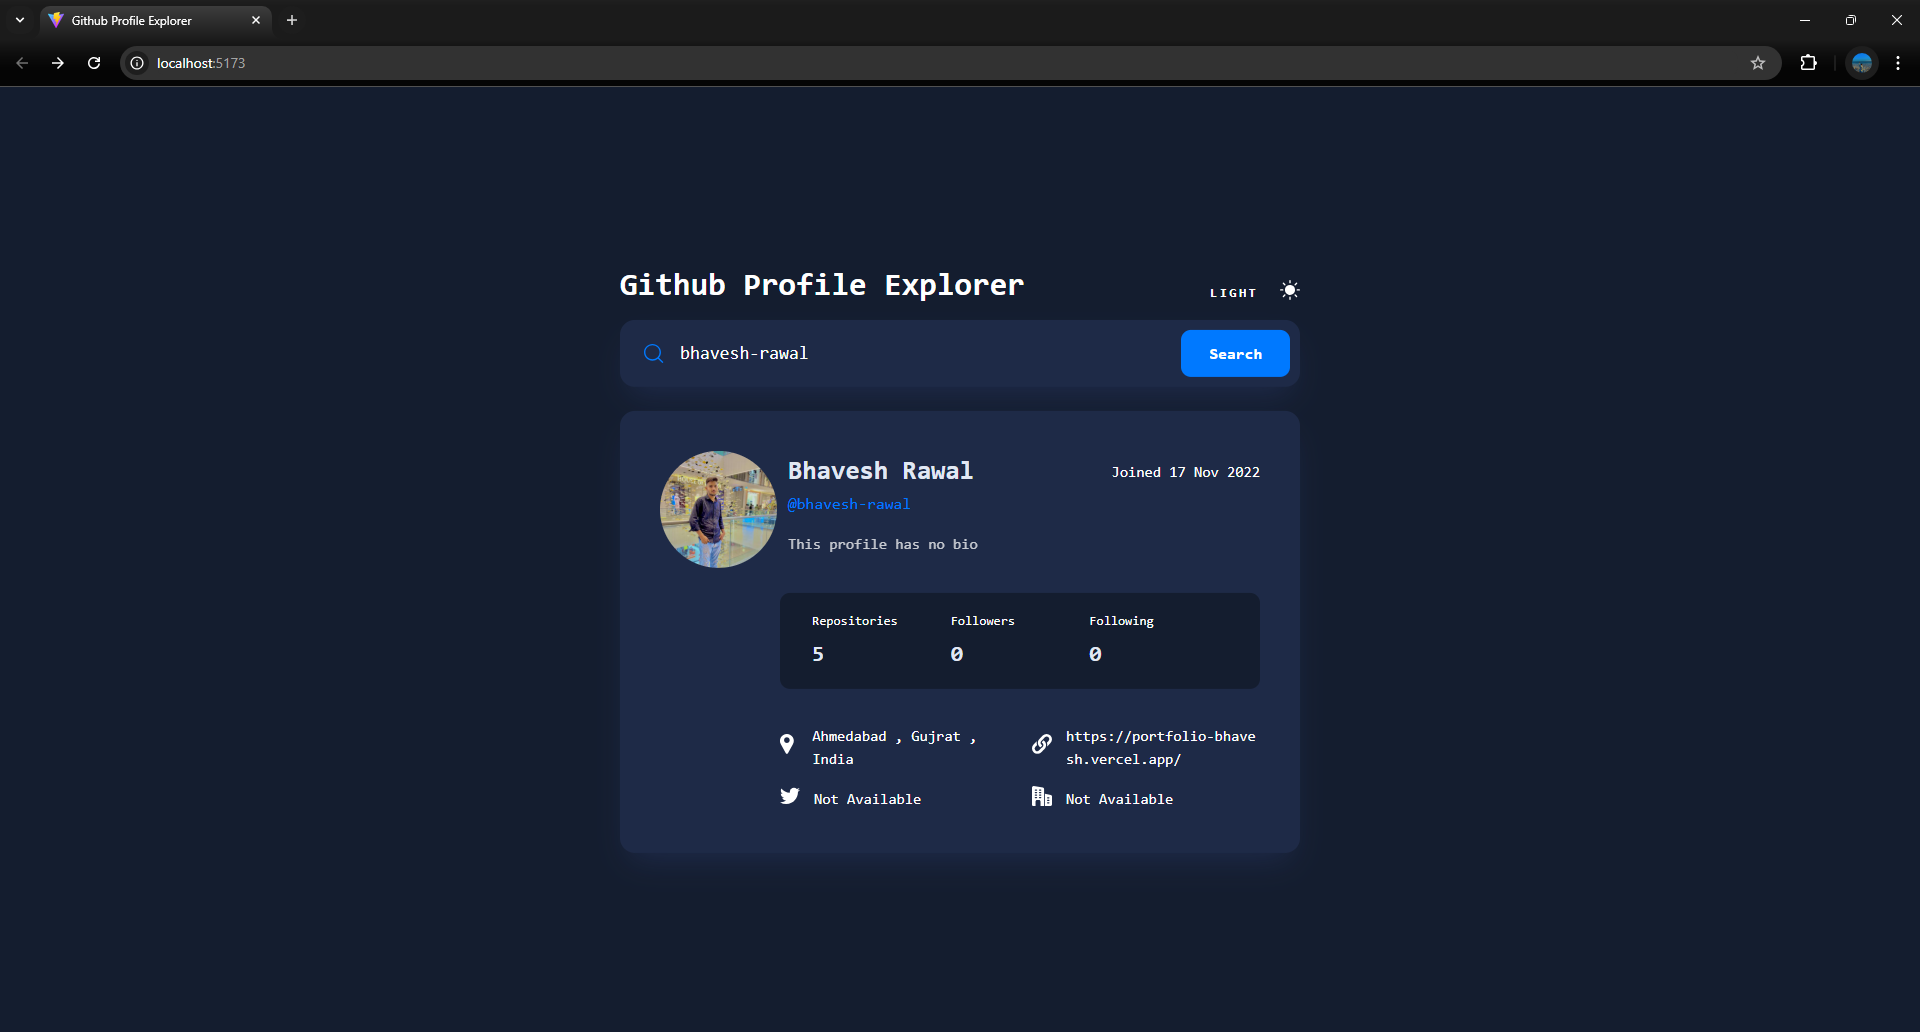 Github Profile Explorer
localhost:5173
Github Profile Explorer
LIGHT
bhavesh-rawal
Search
Bhavesh Rawal
Joined 17 Nov 2022
@bhavesh-rawal
This profile has no bio
Repositories Followers Following
5 0 0
Ahmedabad , Gujrat ,
India
https://portfolio-bhave
sh.vercel.app/
Not Available
Not Available